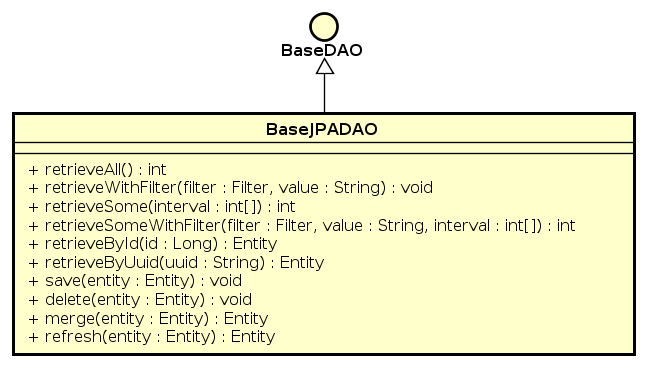 BaseDAO
BaseJPADAO
+ retrieveAll() : int
+ retrieveWithFilter(filter : Filter, value : String) : void
+ retrieveSome(interval : int[]) : int
+ retrieveSomeWithFilter(filter : Filter, value : String, interval : int[]) : int
+ retrieveById(id : Long) : Entity
+ retrieveByUuid(uuid : String) : Entity
+ save(entity : Entity) : void
+ delete(entity : Entity) : void
+ merge(entity : Entity) : Entity
+ refresh(entity : Entity) : Entity